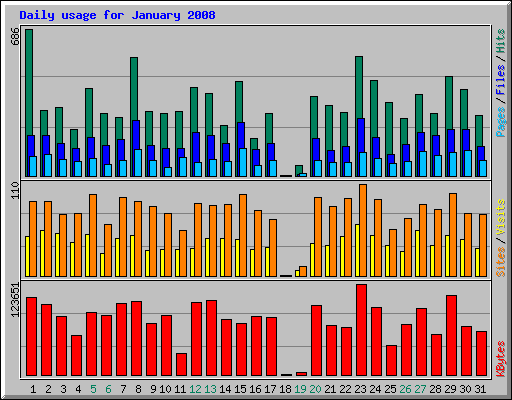 Daily usage for January 2008
686
Pages / Files / Hits
110
Sites / Visits
123651
KBytes
1 2 3 4 5 6 7 8 9 10 11 12 13 14 15 16 17 18 19 20 21 22 23 24 25 26 27 28 29 30 31